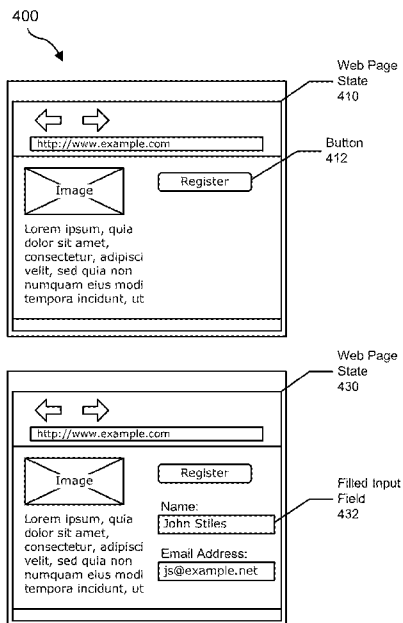 400
Web Page
State
410
http://www.example.com
Button
412
Image
Register
Lorem ipsum, quia
dolor sit amet,
consectetur, adipisci
velit, sed quia non
numquam eius modi
tempora incidunt, ut
Web Page
State
430
http://www.example.com
Image
Register
Filled Input
Field
432
Name:
John Stiles
Lorem ipsum, quia
dolor sit amet,
consectetur, adipisci
velit, sed quia non
numquam eius modi
tempora incidunt, ut
Email Address:
js@example.net